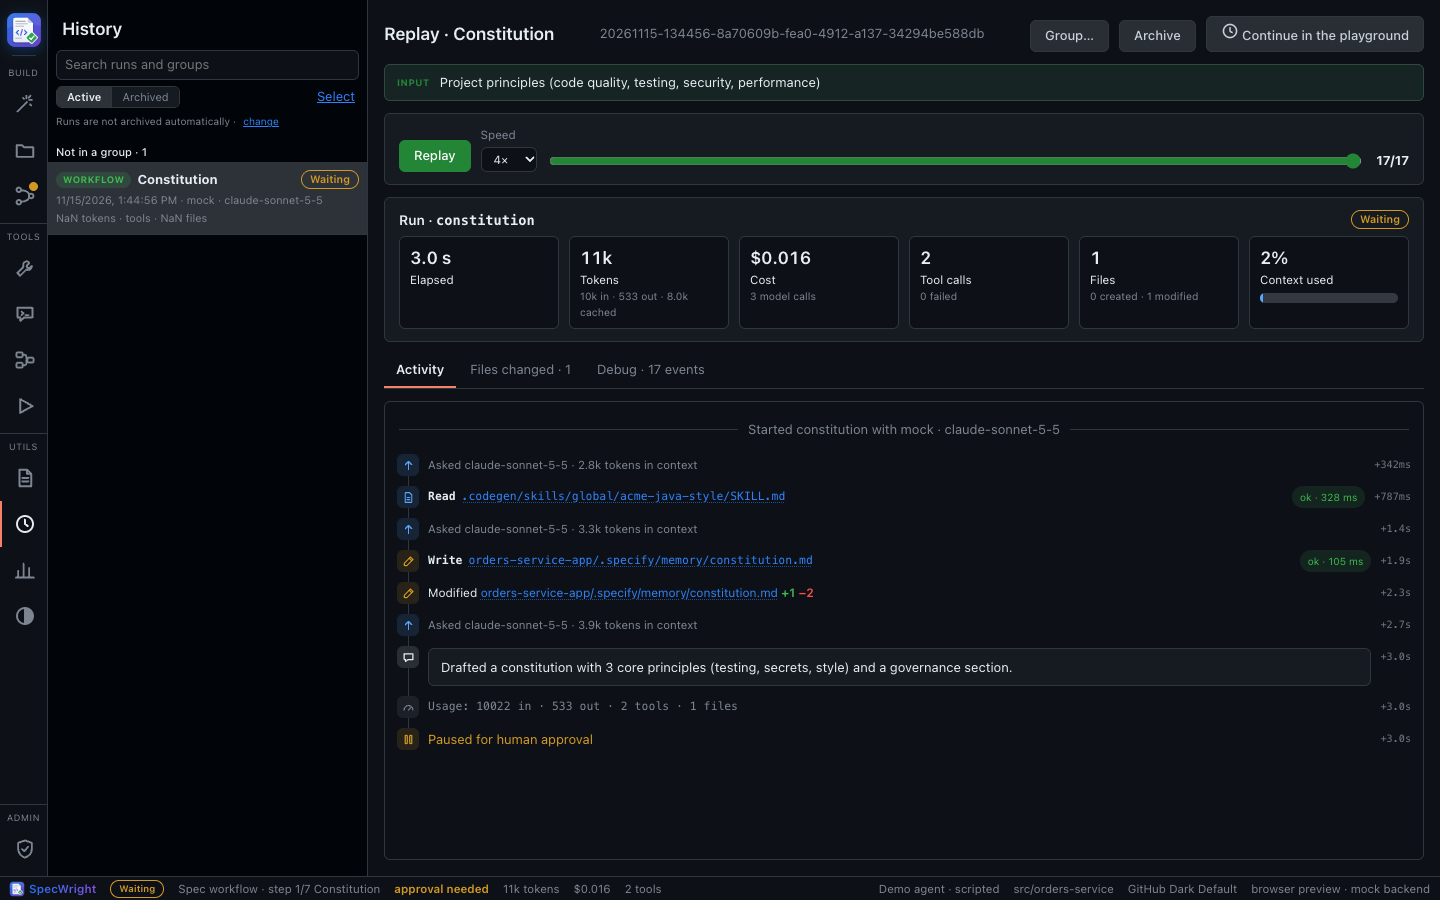 BUILD
TOOLS
UTILS
ADMIN
History
Search runs and groups
Active Archived Select
Runs are not archived automatically · change
Not in a group · 1
WORKFLOW Constitution Waiting
11/15/2026, 1:44:56 PM · mock · claude-sonnet-5-5
NaN tokens · tools · NaN files
Replay · Constitution 20261115-134456-8a70609b-fea0-4912-a137-34294be588db Group... Archive Continue in the playground
INPUT Project principles (code quality, testing, security, performance)
Speed
Replay 4× 17/17
Run · constitution Waiting
3.0 s
Elapsed
11k
Tokens
10k in · 533 out · 8.0k
cached
$0.016
Cost
3 model calls
2
Tool calls
0 failed
1
Files
0 created · 1 modified
2%
Context used
Activity Files changed · 1 Debug · 17 events
Started constitution with mock · claude-sonnet-5-5
Asked claude-sonnet-5-5 · 2.8k tokens in context +342ms
Read .codegen/skills/global/acme-java-style/SKILL.md ok · 328 ms +787ms
Asked claude-sonnet-5-5 · 3.3k tokens in context +1.4s
Write orders-service-app/.specify/memory/constitution.md ok · 105 ms +1.9s
Modified orders-service-app/.specify/memory/constitution.md +1 −2 +2.3s
Asked claude-sonnet-5-5 · 3.9k tokens in context +2.7s
Drafted a constitution with 3 core principles (testing, secrets, style) and a governance section. +3.0s
Usage: 10022 in · 533 out · 2 tools · 1 files +3.0s
Paused for human approval +3.0s
SpecWright Waiting Spec workflow · step 1/7 Constitution approval needed 11k tokens $0.016 2 tools Demo agent · scripted src/orders-service GitHub Dark Default browser preview · mock backend